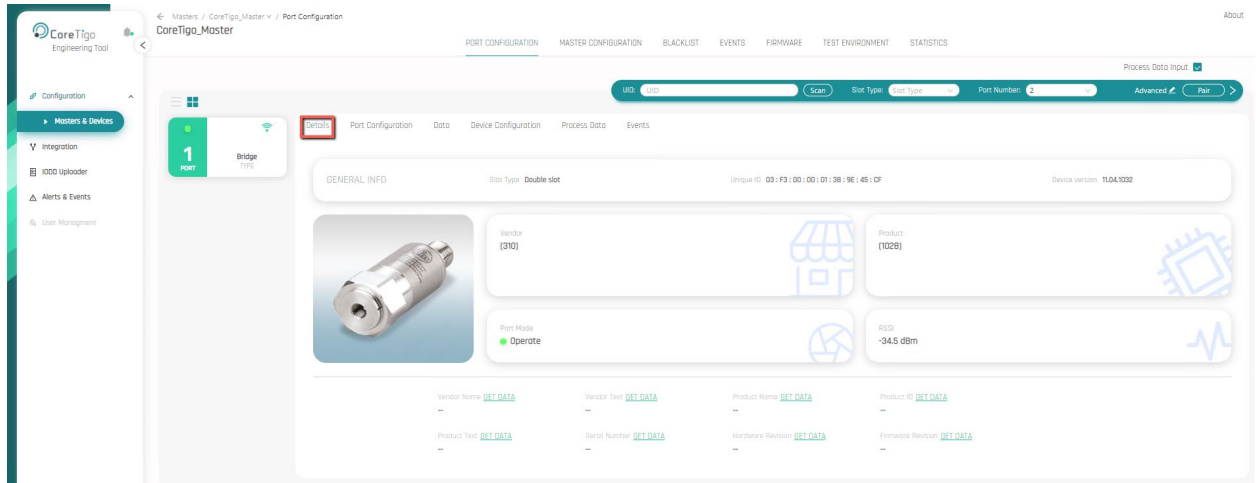 CoreTigo
Engineering Tool
Configuration
Masters & Devices
Integration
IODD Uploader
Alerts & Events
User Managment
Masters / CoreTigo_Master / Port Configuration
CoreTigo_Master
About
PORT CONFIGURATION MASTER CONFIGURATION BLACKLIST EVENTS FIRMWARE TEST ENVIRONMENT STATISTICS
Process Data Input
UID: UID Scan Slot Type: Slot Type Port Number: 2 Advanced Pair
1
PORT
Bridge
TYPE
Details Port Configuration Data Device Configuration Process Data Events
GENERAL INFO Slot Type Double slot Unique ID 03 : F3 : 00 : 00 : D1 : 38 : 9E : 45 : CF Device version 11.04.1032
Vendor
(310)
Product
(1028)
Port Mode
Operate
RSSI
-34.5 dBm
Vendor Name GET DATA
--
Vendor Text GET DATA
--
Product Name GET DATA
--
Product ID GET DATA
--
Product Text GET DATA
--
Serial Number GET DATA
--
Hardware Revision GET DATA
--
Firmware Revision GET DATA
--